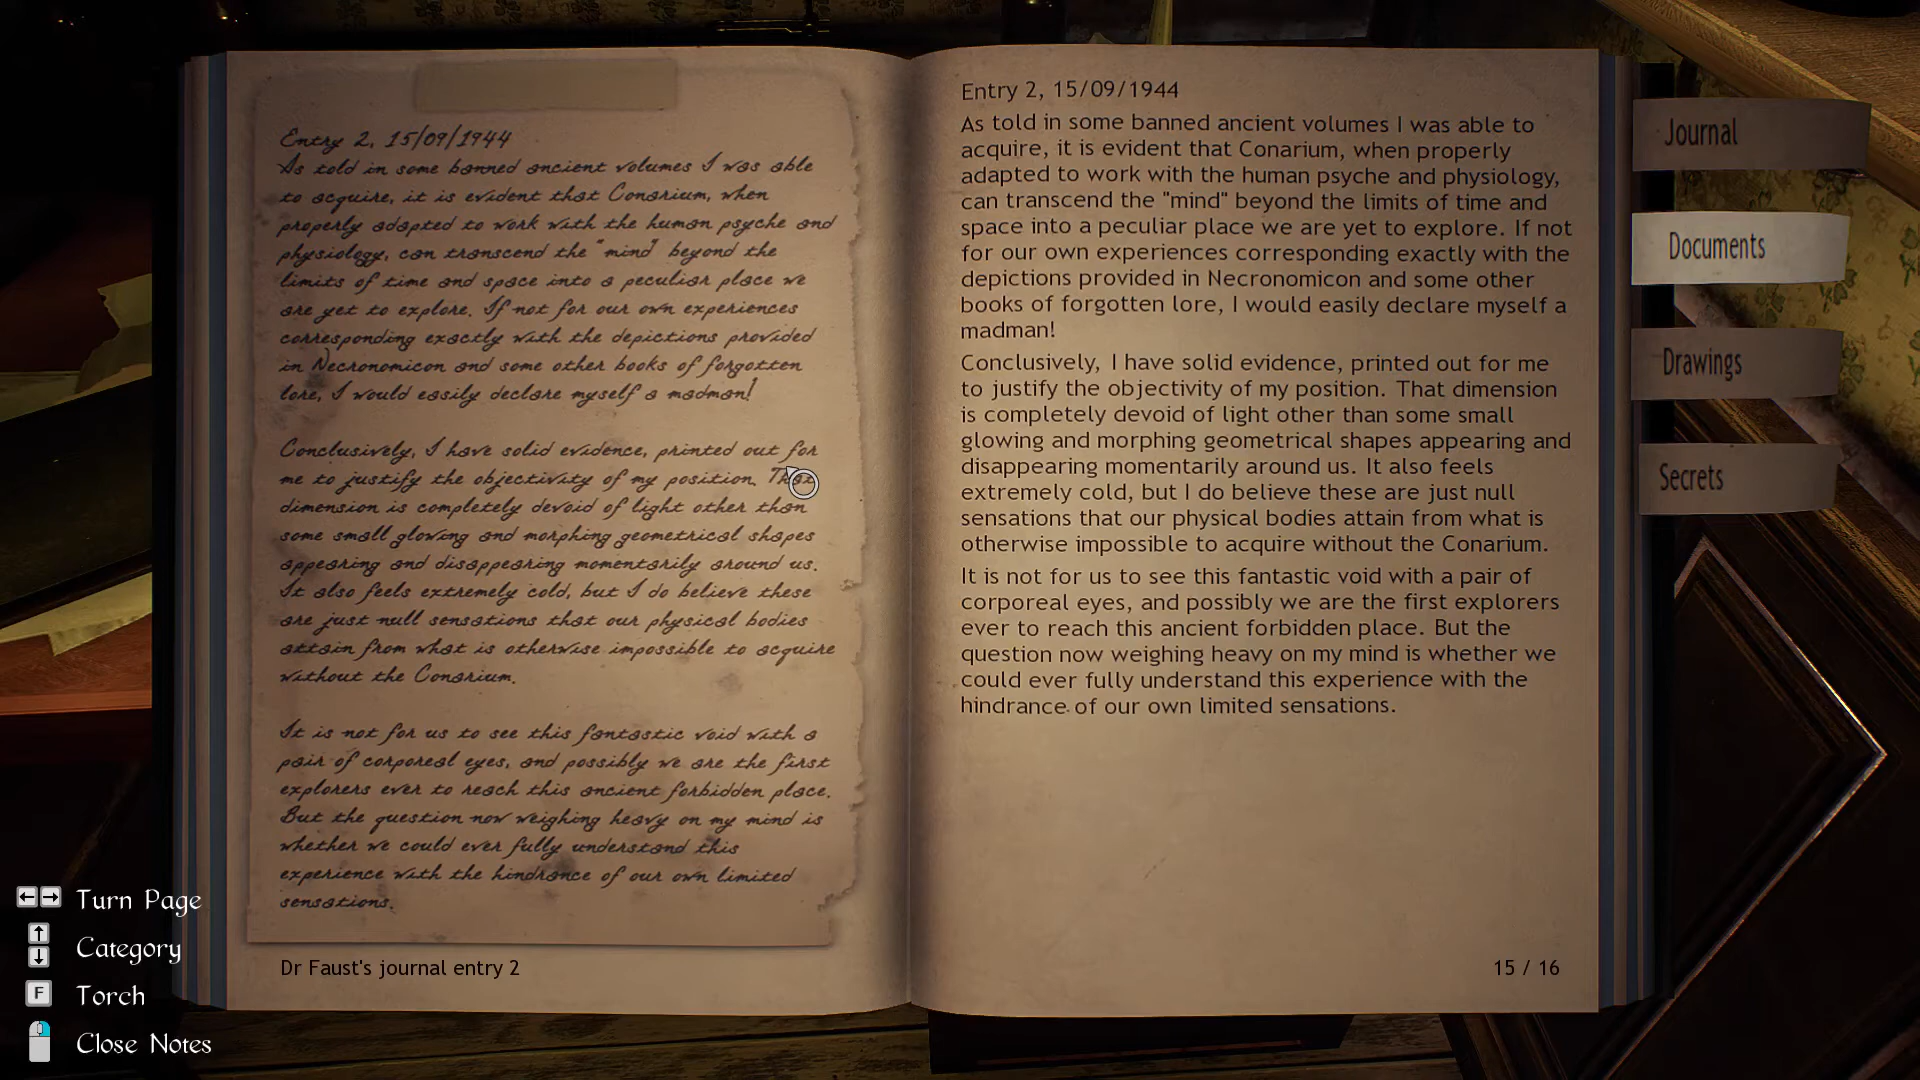 Entry 2, 15/09/1944
As told in some banned ancient volumes I was able
to acquire, it is evident that Conarium, when
properly adapted to work with the human psyche and
physiology, can transcend the "mind" beyond the
limits of time and space into a peculiar place we
are yet to explore. If not for our own experiences
corresponding exactly with the depictions provided
in Necronomicon and some other books of forgotten
lore, I would easily declare myself a madman!
Conclusively, I have solid evidence, printed out for
me to justify the objectivity of my position. That
dimension is completely devoid of light other than
some small glowing and morphing geometrical shapes
appearing and disappearing momentarily around us.
It also feels extremely cold, but I do believe these
are just null sensations that our physical bodies
attain from what is otherwise impossible to acquire
without the Conarium.
It is not for us to see this fantastic void with a
pair of corporeal eyes, and possibly we are the first
explorers ever to reach this ancient forbidden place.
But the question now weighing heavy on my mind is
whether we could ever fully understand this
experience with the hindrance of our own limited
sensations.
Dr Faust's journal entry 2
Entry 2, 15/09/1944
As told in some banned ancient volumes I was able to
acquire, it is evident that Conarium, when properly
adapted to work with the human psyche and physiology,
can transcend the "mind" beyond the limits of time and
space into a peculiar place we are yet to explore. If not
for our own experiences corresponding exactly with the
depictions provided in Necronomicon and some other
books of forgotten lore, I would easily declare myself a
madman!
Conclusively, I have solid evidence, printed out for me
to justify the objectivity of my position. That dimension
is completely devoid of light other than some small
glowing and morphing geometrical shapes appearing and
disappearing momentarily around us. It also feels
extremely cold, but I do believe these are just null
sensations that our physical bodies attain from what is
otherwise impossible to acquire without the Conarium.
It is not for us to see this fantastic void with a pair of
corporeal eyes, and possibly we are the first explorers
ever to reach this ancient forbidden place. But the
question now weighing heavy on my mind is whether we
could ever fully understand this experience with the
hindrance of our own limited sensations.
15 / 16
Journal
Documents
Drawings
Secrets
Turn Page
Category
F Torch
Close Notes